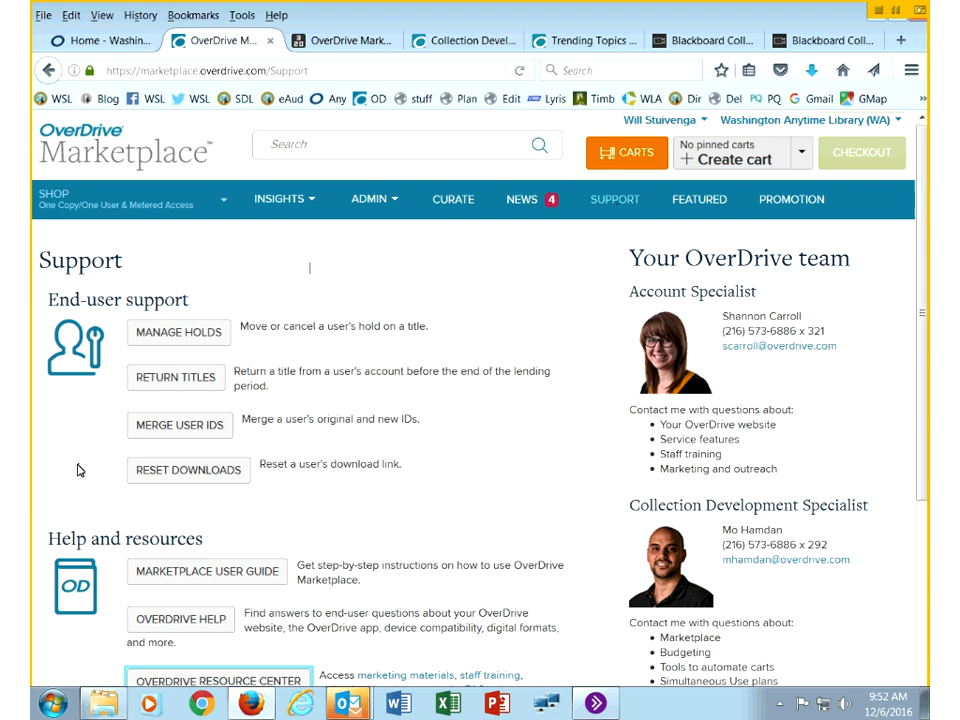 File Edit View History Bookmarks Tools Help
Home - Washin... OverDrive M... × OverDrive Mark... Collection Devel... Trending Topics ... Blackboard Coll... Blackboard Coll... +
https://marketplace.overdrive.com/Support Search
WSL Blog WSL WSL SDL eAud Any OD stuff Plan Edit Lyris Timb WLA Dir Del PQ PQ Gmail GMap »
Will Stuivenga Washington Anytime Library (WA)
OverDrive
Marketplace™
Search
CARTS
No pinned carts
+ Create cart
CHECKOUT
SHOP
One Copy/One User & Metered Access
INSIGHTS ADMIN CURATE NEWS 4 SUPPORT FEATURED PROMOTION
Support
End-user support
MANAGE HOLDS Move or cancel a user's hold on a title.
RETURN TITLES Return a title from a user's account before the end of the lending
period.
MERGE USER IDS Merge a user's original and new IDs.
RESET DOWNLOADS Reset a user's download link.
Help and resources
OD
MARKETPLACE USER GUIDE Get step-by-step instructions on how to use OverDrive
Marketplace.
OVERDRIVE HELP Find answers to end-user questions about your OverDrive
website, the OverDrive app, device compatibility, digital formats,
and more.
OVERDRIVE RESOURCE CENTER Access marketing materials, staff training,
Your OverDrive team
Account Specialist
Shannon Carroll
(216) 573-6886 x 321
scarroll@overdrive.com
Contact me with questions about:
• Your OverDrive website
• Service features
• Staff training
• Marketing and outreach
Collection Development Specialist
Mo Hamdan
(216) 573-6886 x 292
mhamdan@overdrive.com
Contact me with questions about:
• Marketplace
• Budgeting
• Tools to automate carts
• Simultaneous Use plans
9:52 AM
12/6/2016